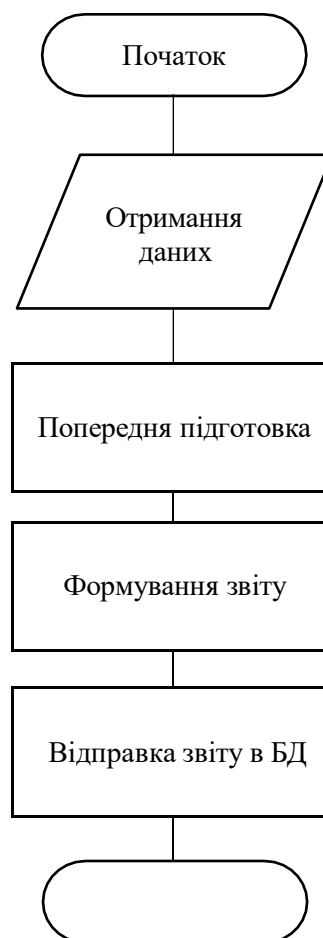 Початок
Отримання
даних
Попередня підготовка
Формування звіту
Відправка звіту в БД